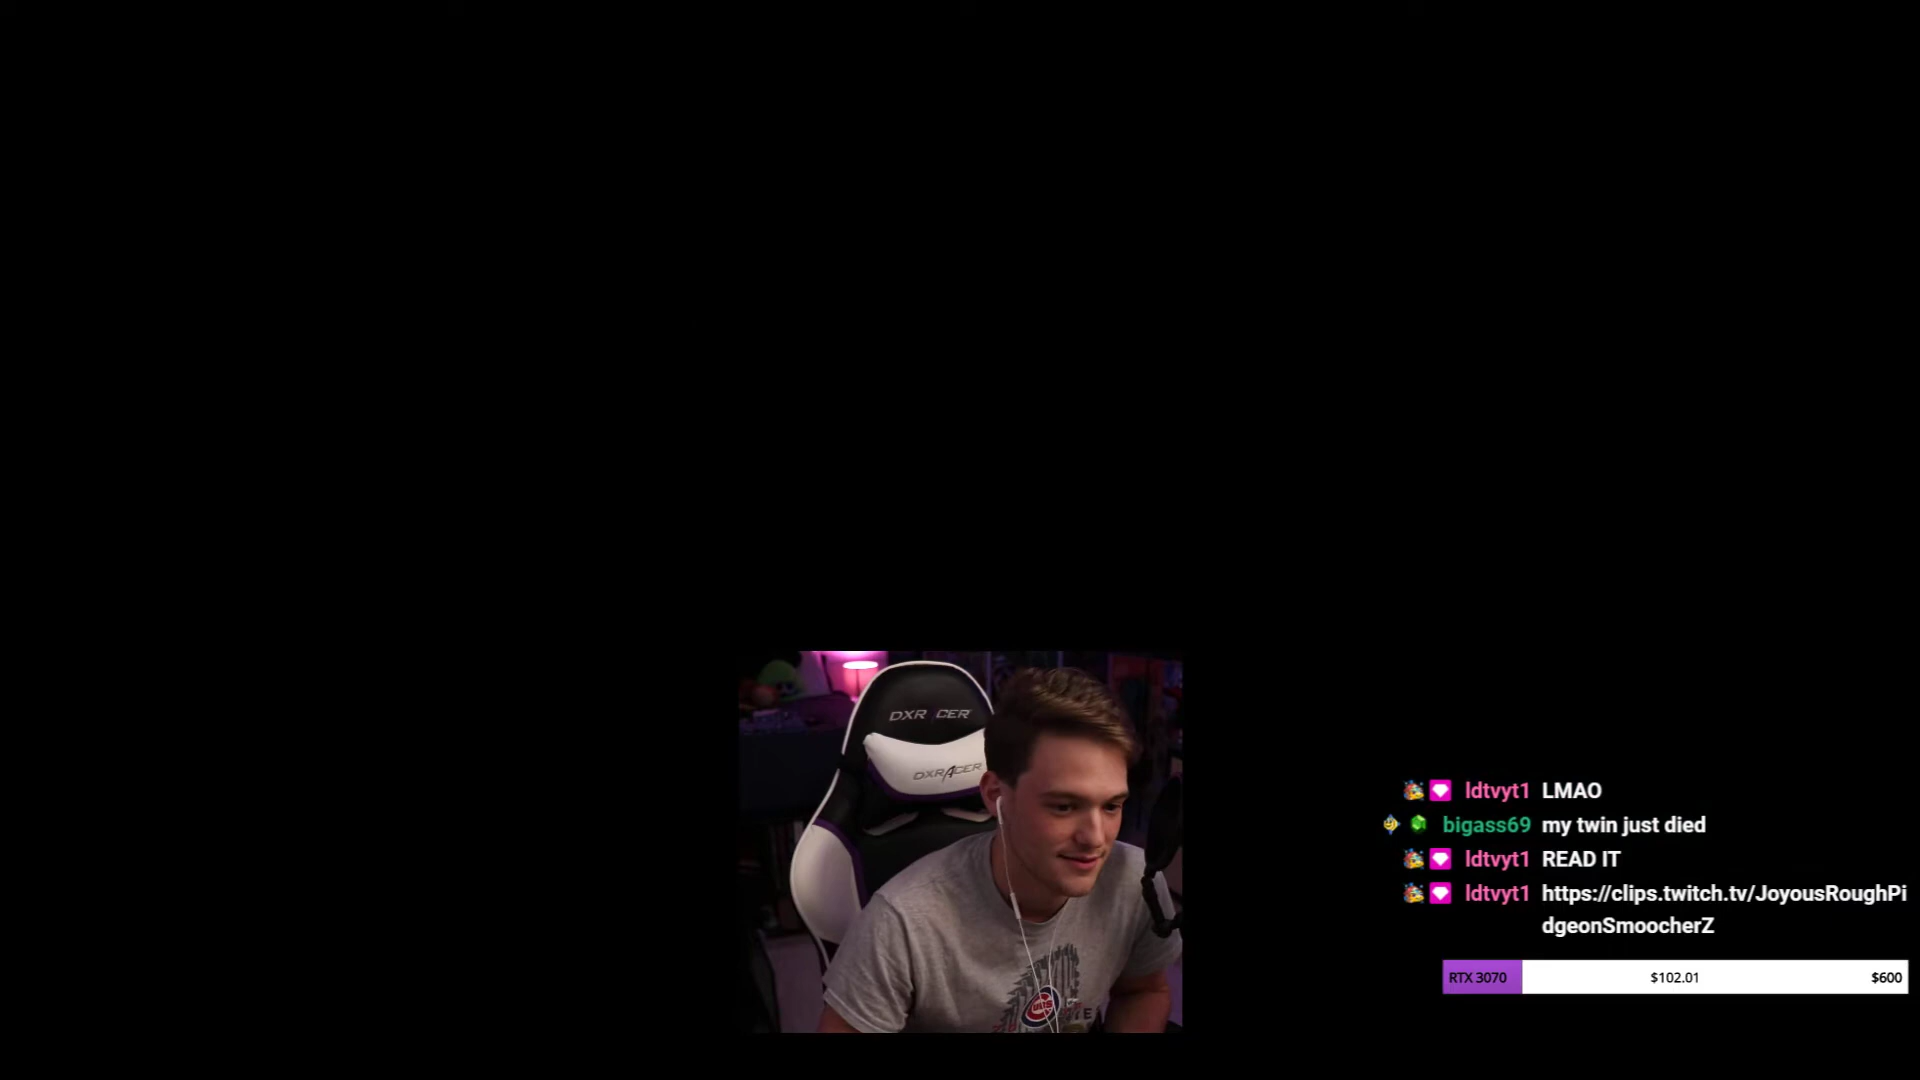 DXRACER
DXRACER
CUBS
ldtvyt1 LMAO
bigass69 my twin just died
ldtvyt1 READ IT
ldtvyt1 https://clips.twitch.tv/JoyousRoughPi
dgeonSmoocherZ
RTX 3070 $102.01 $600